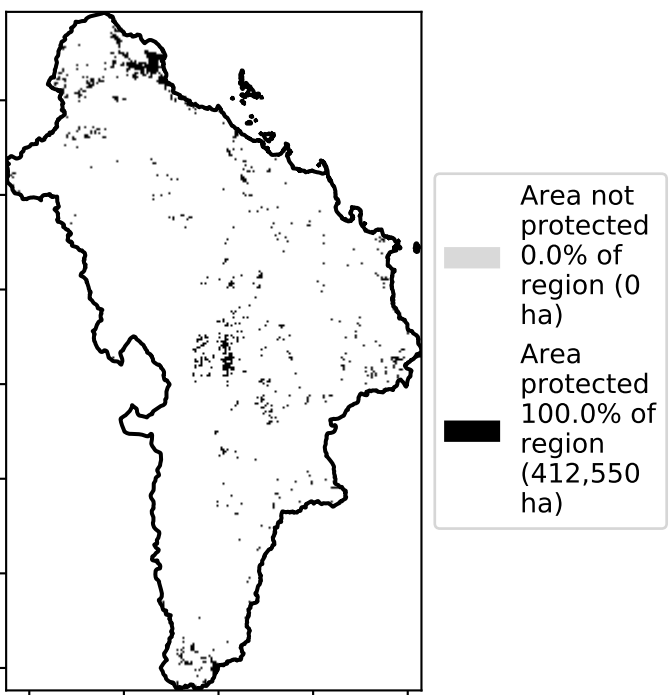 Area not
protected
0.0% of
region (0
ha)
Area
protected
100.0% of
region
(412,550
ha)